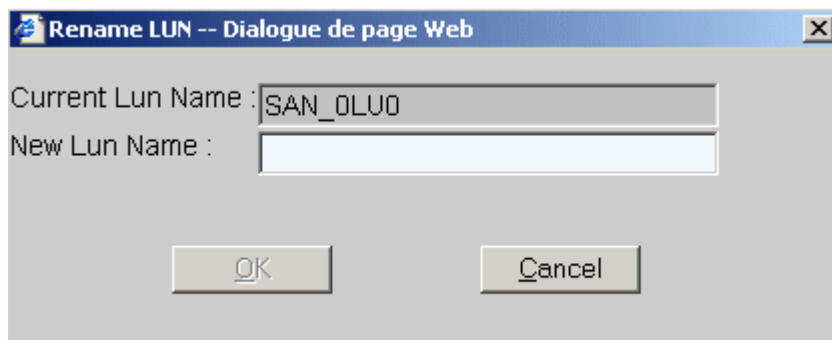 Rename LUN -- Dialogue de page Web
Current Lun Name : SAN_0LU0
New Lun Name :
OK Cancel